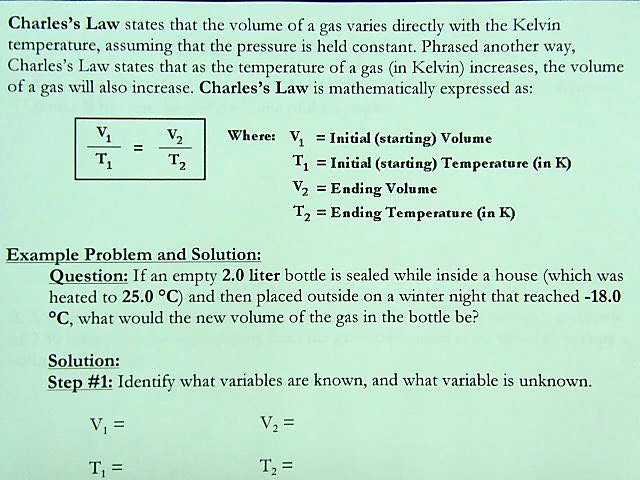 Charles's Law states that the volume of a gas varies directly with the Kelvin
temperature, assuming that the pressure is held constant. Phrased another way,
Charles's Law states that as the temperature of a gas (in Kelvin) increases, the volume
of a gas will also increase. Charles's Law is mathematically expressed as:
V₁ = V₂ Where: V₁ = Initial (starting) Volume
T₁ T₂ T₁ = Initial (starting) Temperature (in K)
V₂ = Ending Volume
T₂ = Ending Temperature (in K)
Example Problem and Solution:
Question: If an empty 2.0 liter bottle is sealed while inside a house (which was
heated to 25.0 °C) and then placed outside on a winter night that reached -18.0
°C, what would the new volume of the gas in the bottle be?
Solution:
Step #1: Identify what variables are known, and what variable is unknown.
V₁ = V₂ =
T₁ = T₂ =